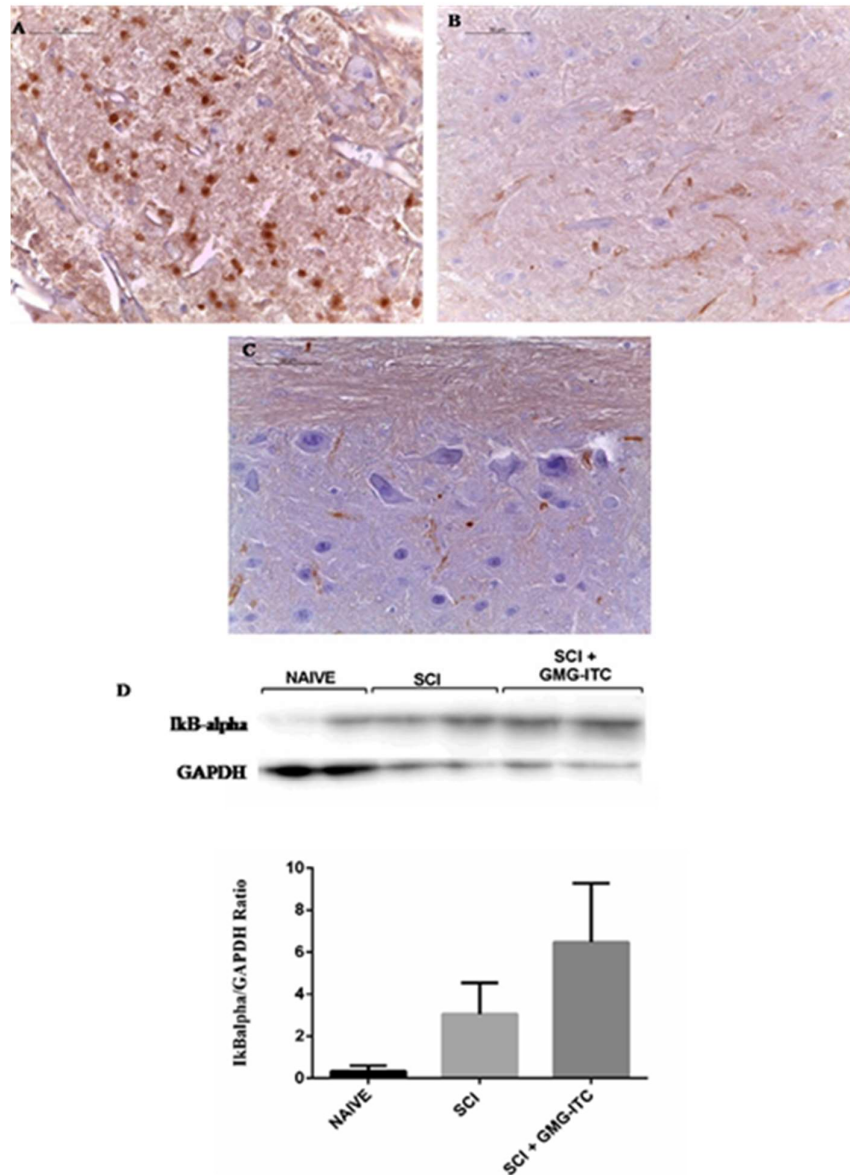 A
B
C
D
NAIVE
SCI
SCI +
GMG-ITC
IkB-alpha
GAPDH
IkBalpha/GAPDH Ratio
10
8
6
4
2
0
NAIVE
SCI
SCI + GMG-ITC